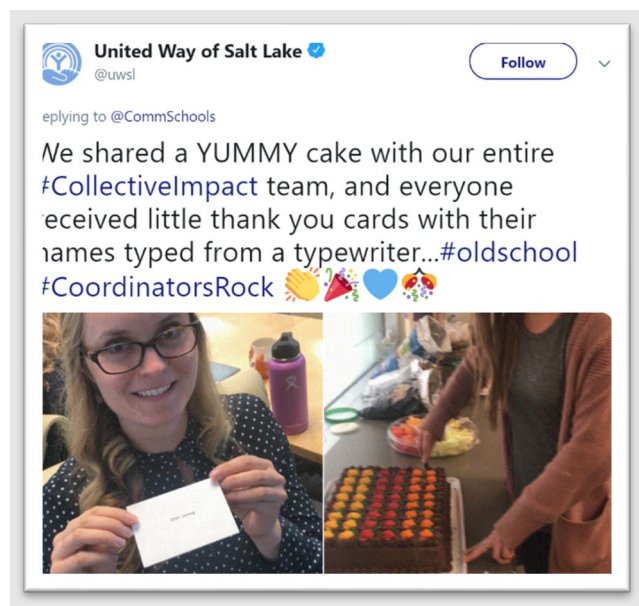 United Way of Salt Lake
@uwsl
Follow
eplying to @CommSchools
We shared a YUMMY cake with our entire
#CollectiveImpact team, and everyone
eceived little thank you cards with their
names typed from a typewriter...#oldschool
#CoordinatorsRock 👏🎉💙🎊